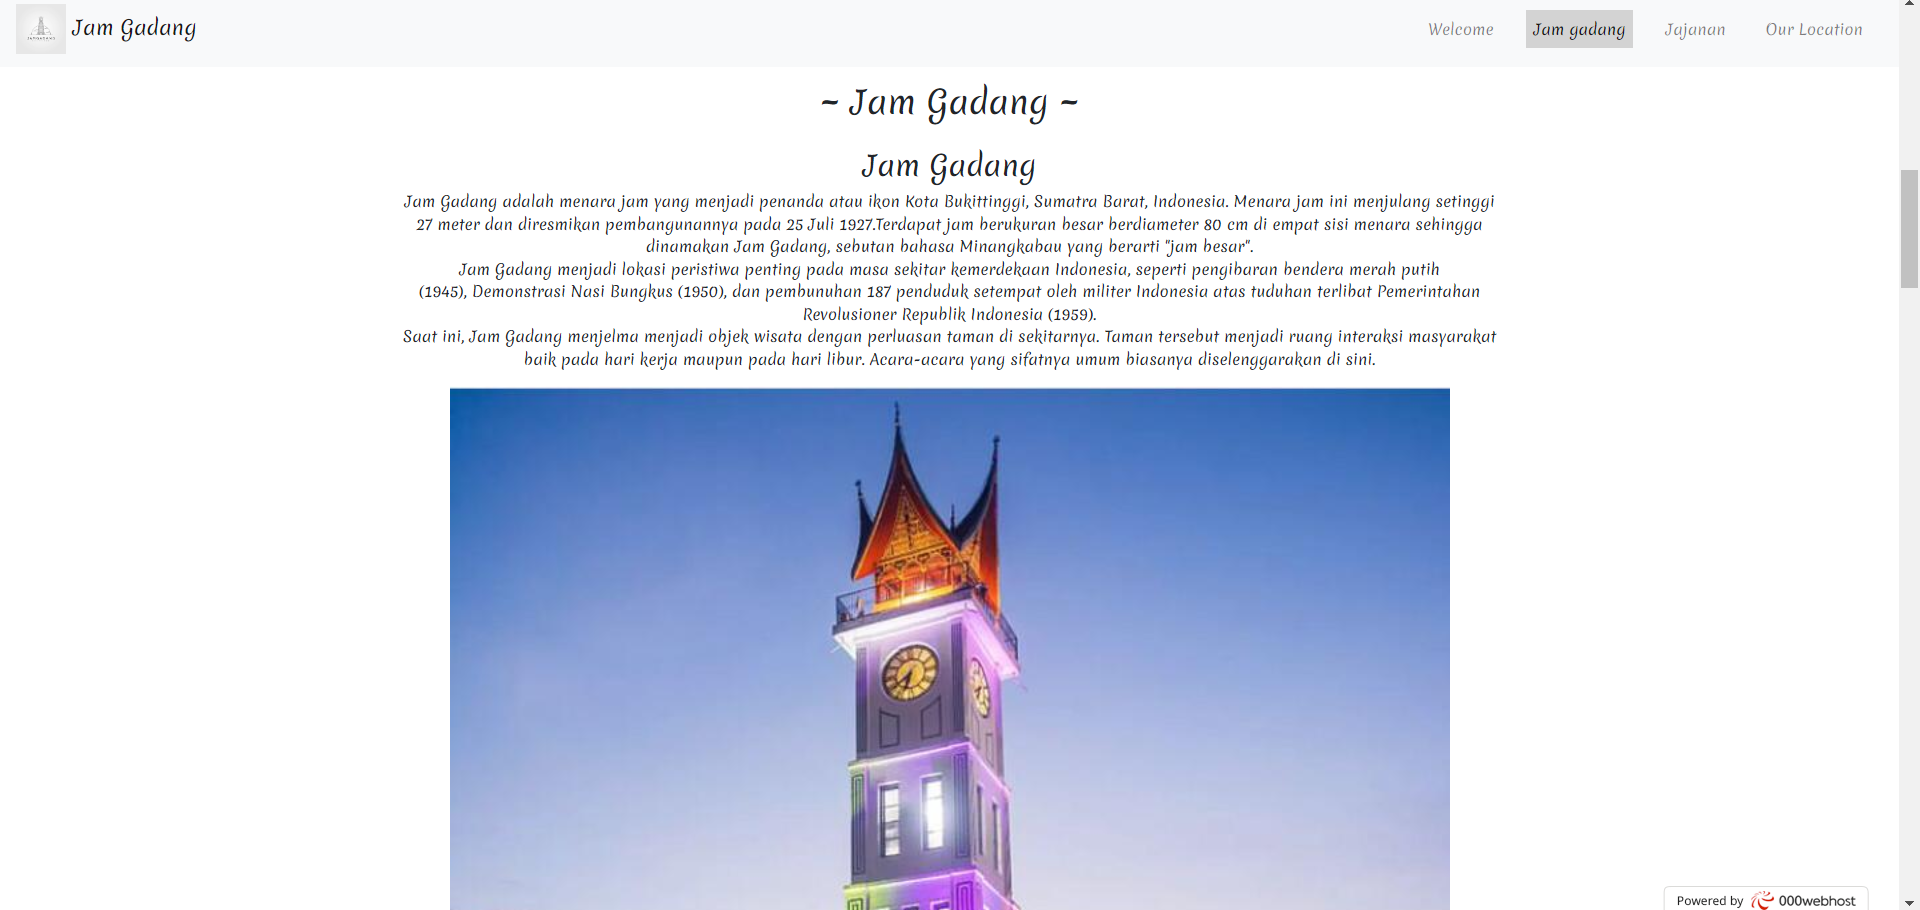 Jam Gadang
Welcome
Jam gadang
Jajanan
Our Location
~ Jam Gadang ~
Jam Gadang
Jam Gadang adalah menara jam yang menjadi penanda atau ikon Kota Bukittinggi, Sumatra Barat, Indonesia. Menara jam ini menjulang setinggi
27 meter dan diresmikan pembangunannya pada 25 Juli 1927.Terdapat jam berukuran besar berdiameter 80 cm di empat sisi menara sehingga
dinamakan Jam Gadang, sebutan bahasa Minangkabau yang berarti "jam besar".
Jam Gadang menjadi lokasi peristiwa penting pada masa sekitar kemerdekaan Indonesia, seperti pengibaran bendera merah putih
(1945), Demonstrasi Nasi Bungkus (1950), dan pembunuhan 187 penduduk setempat oleh militer Indonesia atas tuduhan terlibat Pemerintahan
Revolusioner Republik Indonesia (1959).
Saat ini, Jam Gadang menjelma menjadi objek wisata dengan perluasan taman di sekitarnya. Taman tersebut menjadi ruang interaksi masyarakat
baik pada hari kerja maupun pada hari libur. Acara-acara yang sifatnya umum biasanya diselenggarakan di sini.
Powered by 000webhost